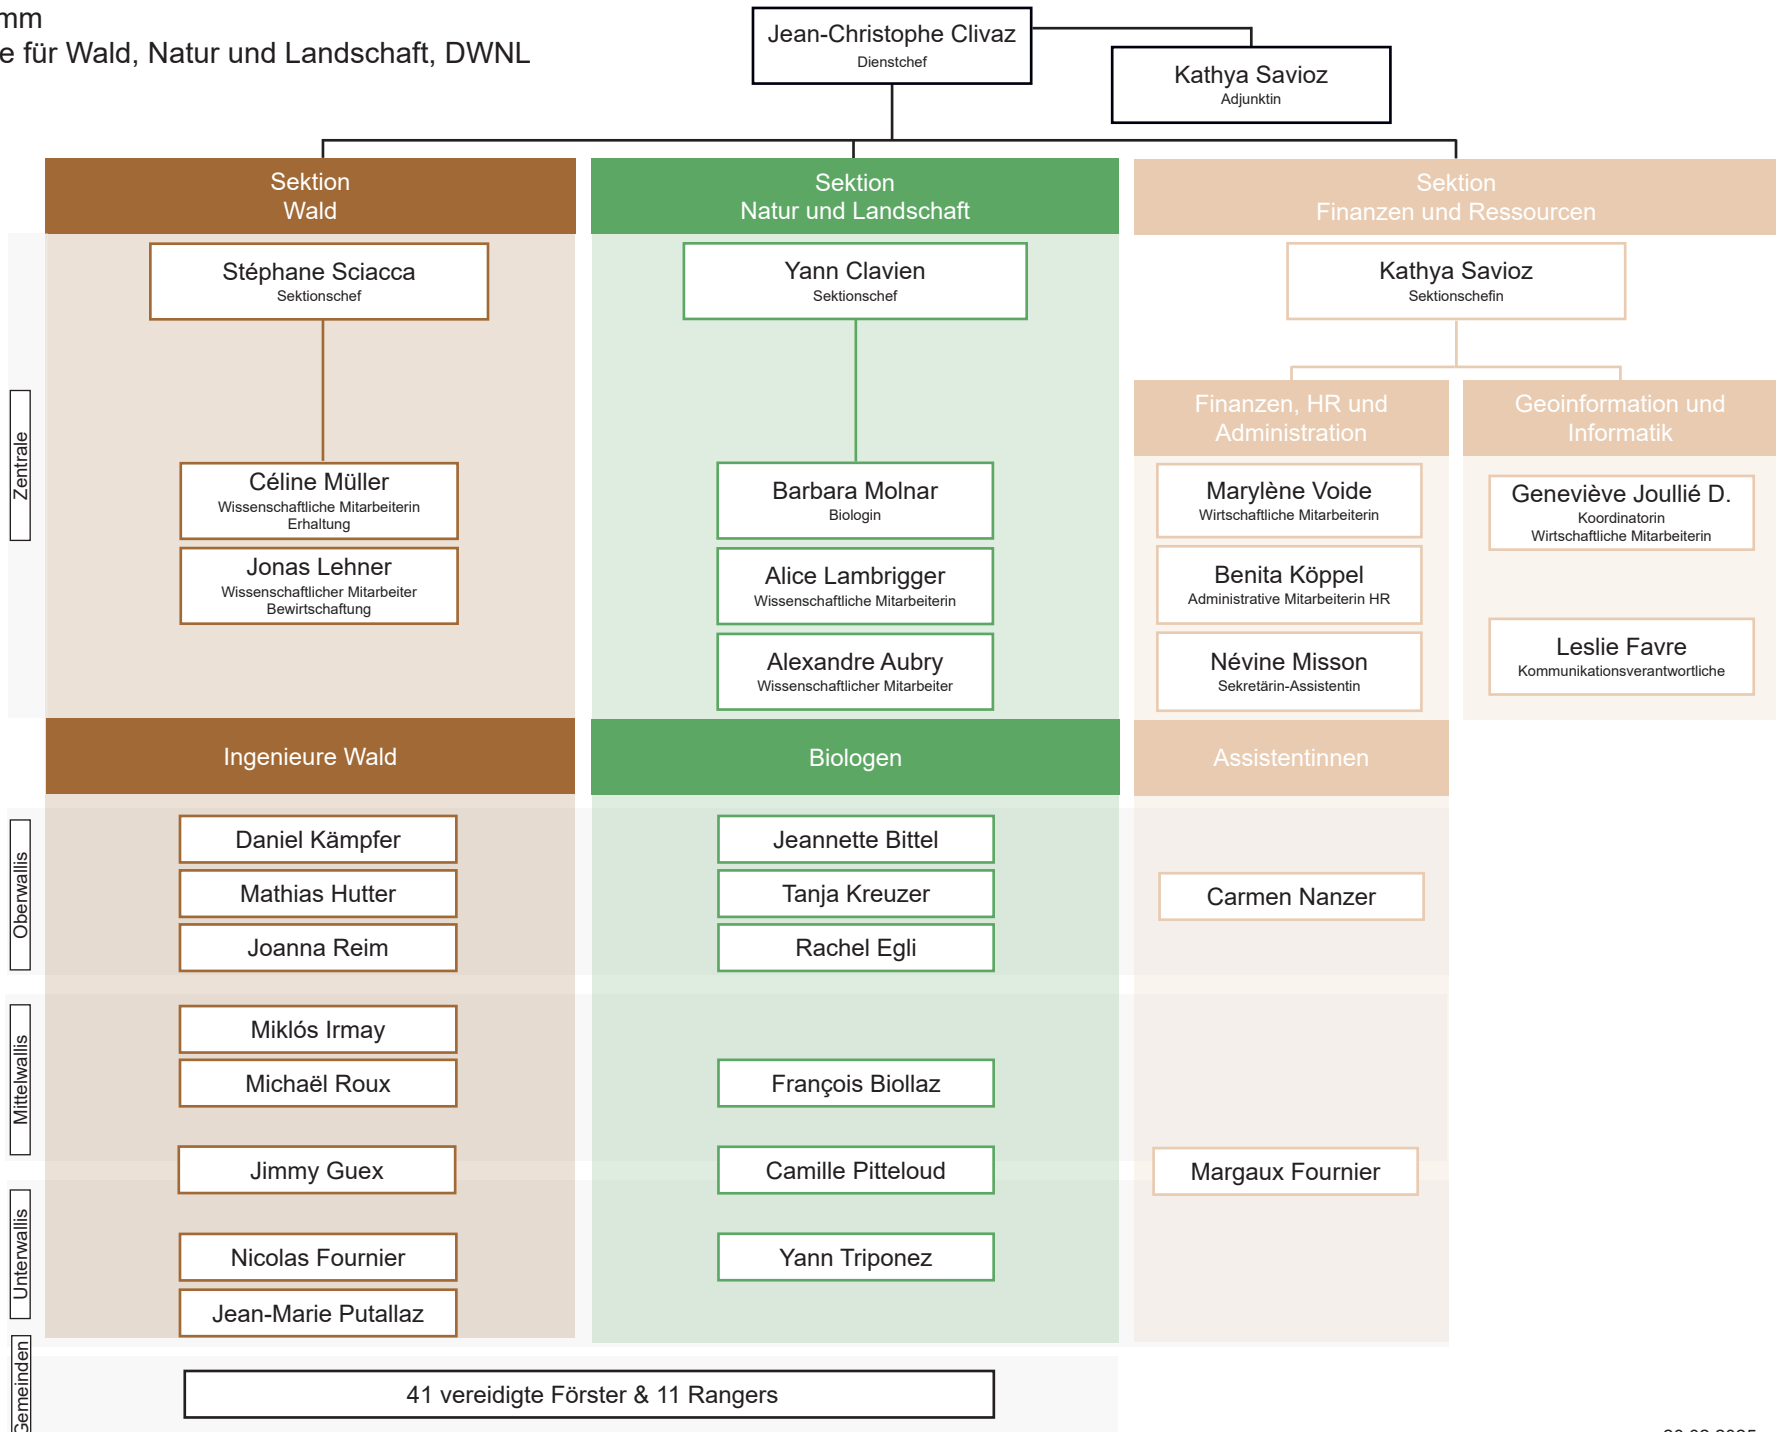 für Wald, Natur und Landschaft, DWNL
Jean-Christophe Clivaz
Dienstchef
Kathya Savioz
Adjunktin
Sektion
Wald
Sektion
Natur und Landschaft
Sektion
Finanzen und Ressourcen
Zentrale
Stéphane Sciacca
Sektionschef
Yann Clavien
Sektionschef
Kathya Savioz
Sektionschefin
Finanzen, HR und
Administration
Geoinformation und
Informatik
Céline Müller
Wissenschaftliche Mitarbeiterin
Erhaltung
Jonas Lehner
Wissenschaftlicher Mitarbeiter
Bewirtschaftung
Barbara Molnar
Biologin
Alice Lambrigger
Wissenschaftliche Mitarbeiterin
Alexandre Aubry
Wissenschaftlicher Mitarbeiter
Marylène Voide
Wirtschaftliche Mitarbeiterin
Benita Köppel
Administrative Mitarbeiterin HR
Névine Misson
Sekretärin-Assistentin
Geneviève Joullié D.
Koordinatorin
Wirtschaftliche Mitarbeiterin
Leslie Favre
Kommunikationsverantwortliche
Ingenieure Wald
Biologen
Assistentinnen
Oberwallis
Daniel Kämpfer
Mathias Hutter
Joanna Reim
Jeannette Bittel
Tanja Kreuzer
Rachel Egli
Carmen Nanzer
Mittelwallis
Miklós Irmay
Michaël Roux
François Biollaz
Jimmy Guex
Camille Pitteloud
Margaux Fournier
Unterwallis
Nicolas Fournier
Jean-Marie Putallaz
Yann Triponez
Gemeinden
41 vereidigte Förster & 11 Rangers